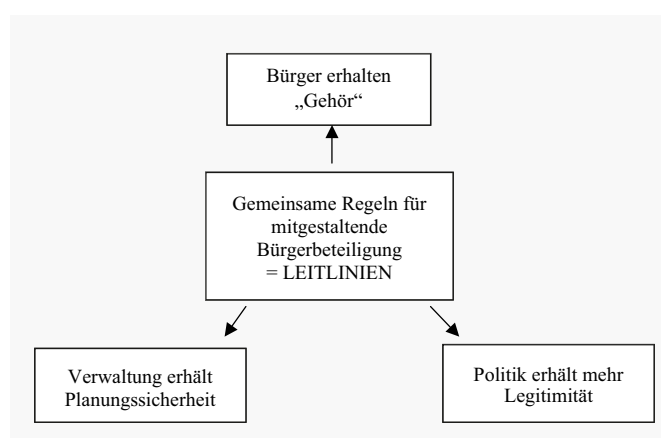 Bürger erhalten
„Gehör“
Gemeinsame Regeln für
mitgestaltende
Bürgerbeteiligung
= LEITLINIEN
Verwaltung erhält
Planungssicherheit
Politik erhält mehr
Legitimität